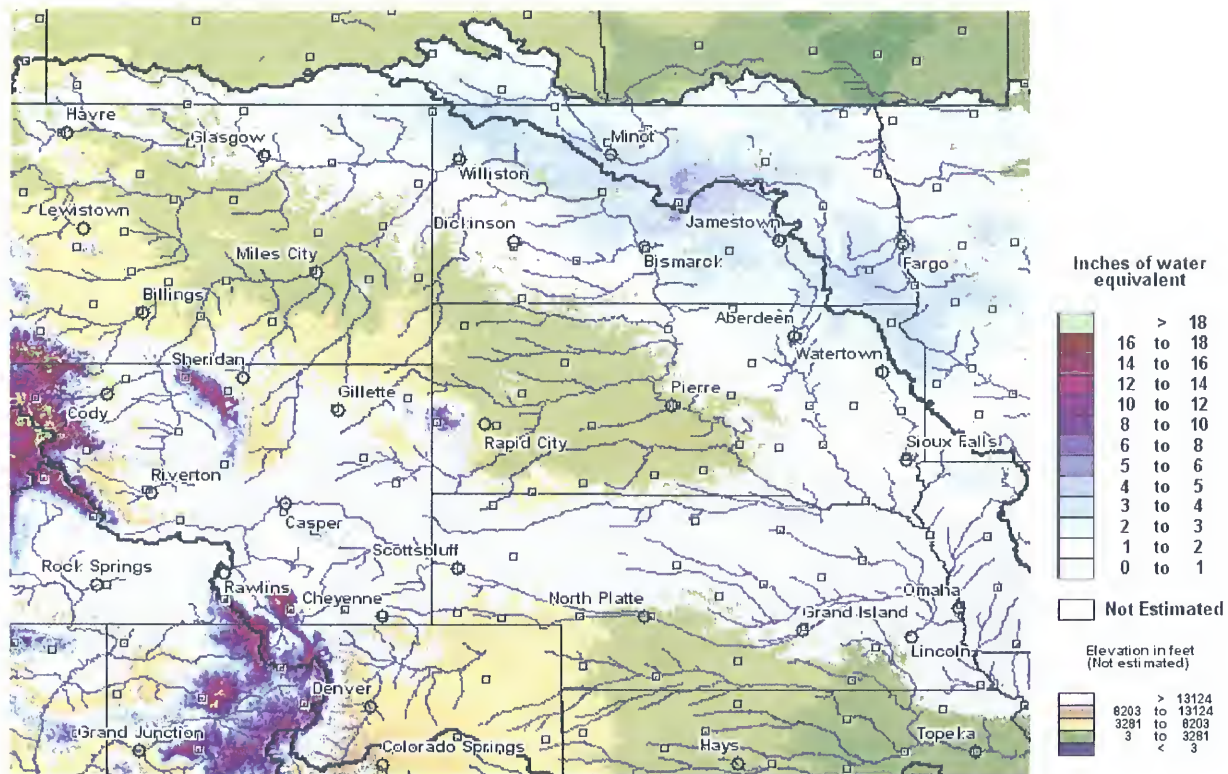 Havre
Glasgow
Minot
Williston
Lewistown
Dickinson
Jamestown
Miles City
Bismarck
Fargo
Billings
Aberdeen
Sheridan
Watertown
Cody
Gillette
Pierre
Rapid City
Sioux Falls
Riverton
Casper
Scottsbluff
Rock Springs
Rawlins
Cheyenne
North Platte
Grand Island
Omaha
Lincoln
Denver
Grand Junction
Colorado Springs
Hays
Topeka
Inches of water
equivalent
> 18
16 to 18
14 to 16
12 to 14
10 to 12
8 to 10
6 to 8
5 to 6
4 to 5
3 to 4
2 to 3
1 to 2
0 to 1
Not Estimated
Elevation in feet
(Not estimated)
> 13124
8203 to 13124
3281 to 8203
3 to 3281
< 3